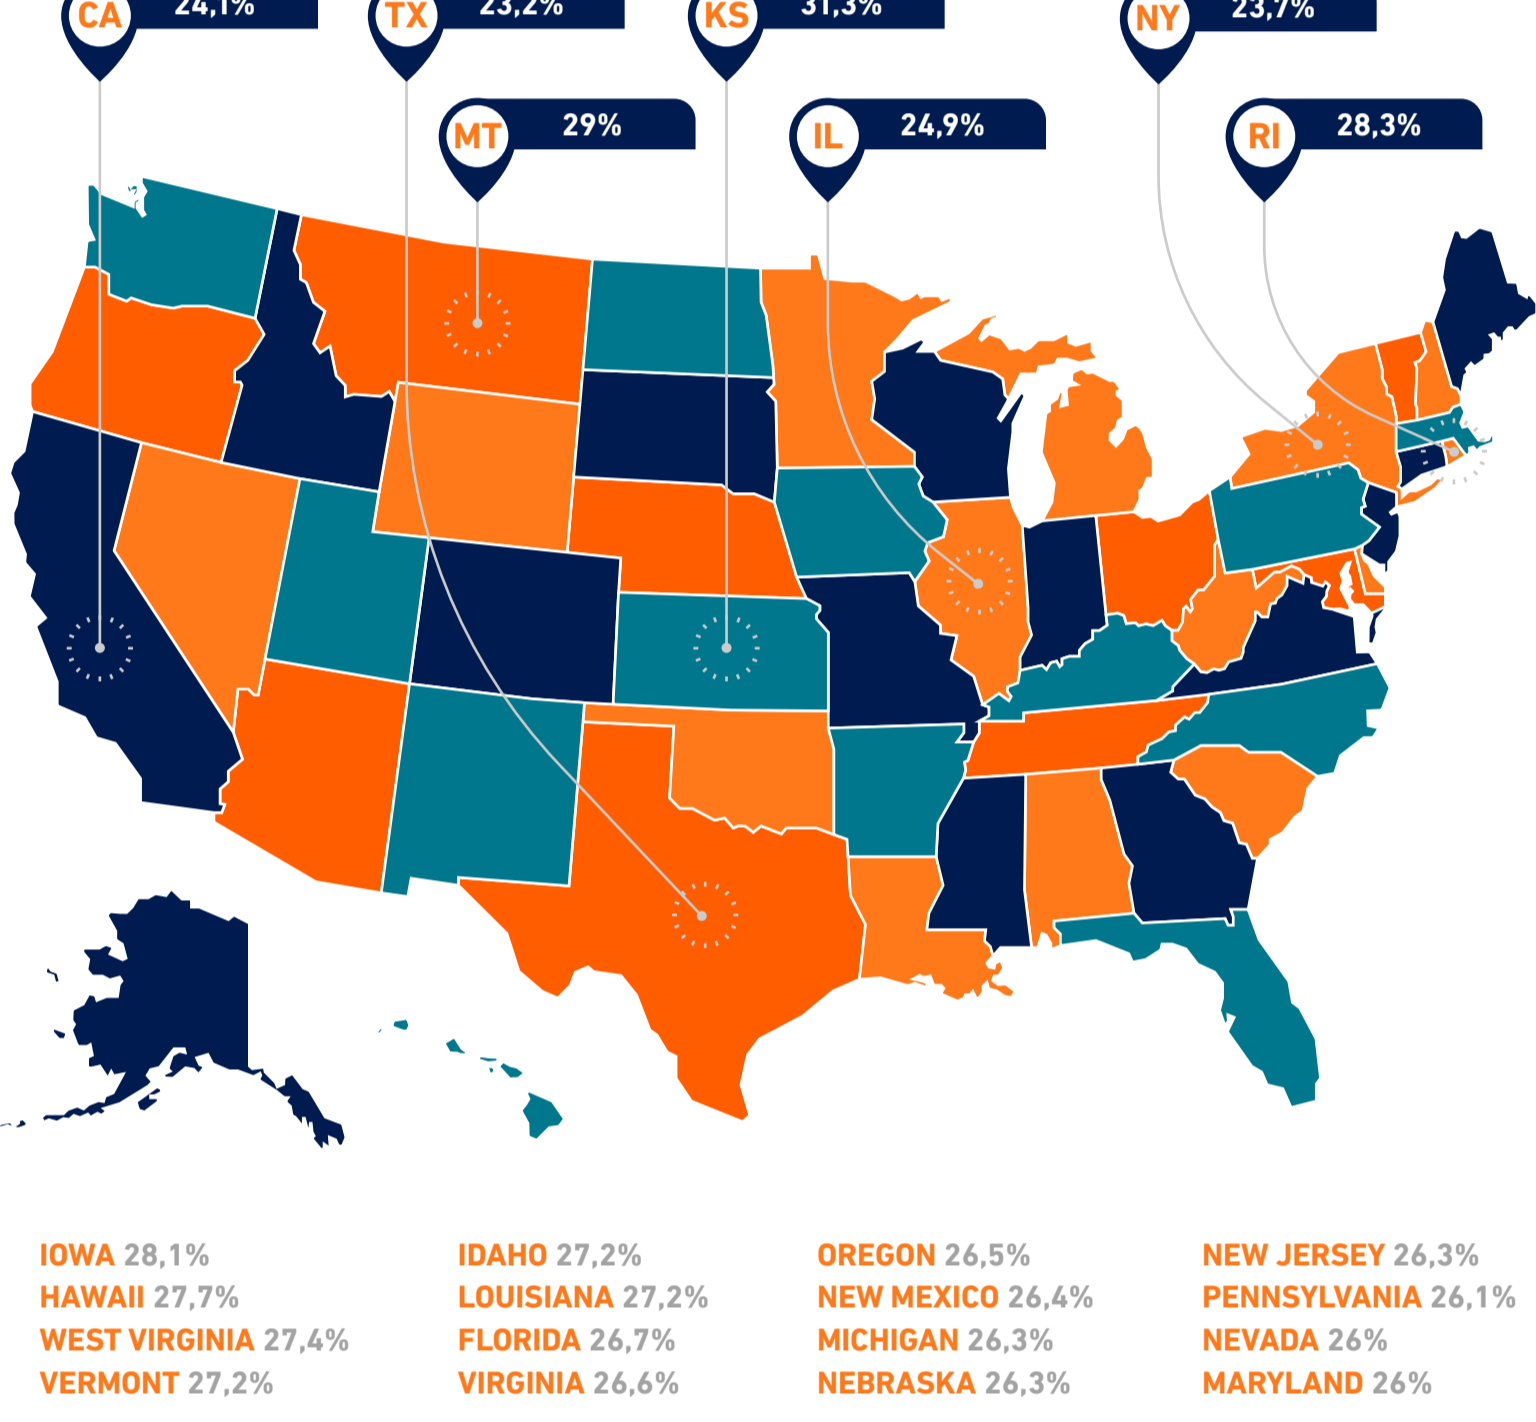 CA 24,1%
TX 23,2%
KS 31,3%
NY 23,7%
MT 29%
IL 24,9%
RI 28,3%
IOWA 28,1%
HAWAII 27,7%
WEST VIRGINIA 27,4%
VERMONT 27,2%
IDAHO 27,2%
LOUISIANA 27,2%
FLORIDA 26,7%
VIRGINIA 26,6%
OREGON 26,5%
NEW MEXICO 26,4%
MICHIGAN 26,3%
NEBRASKA 26,3%
NEW JERSEY 26,3%
PENNSYLVANIA 26,1%
NEVADA 26%
MARYLAND 26%